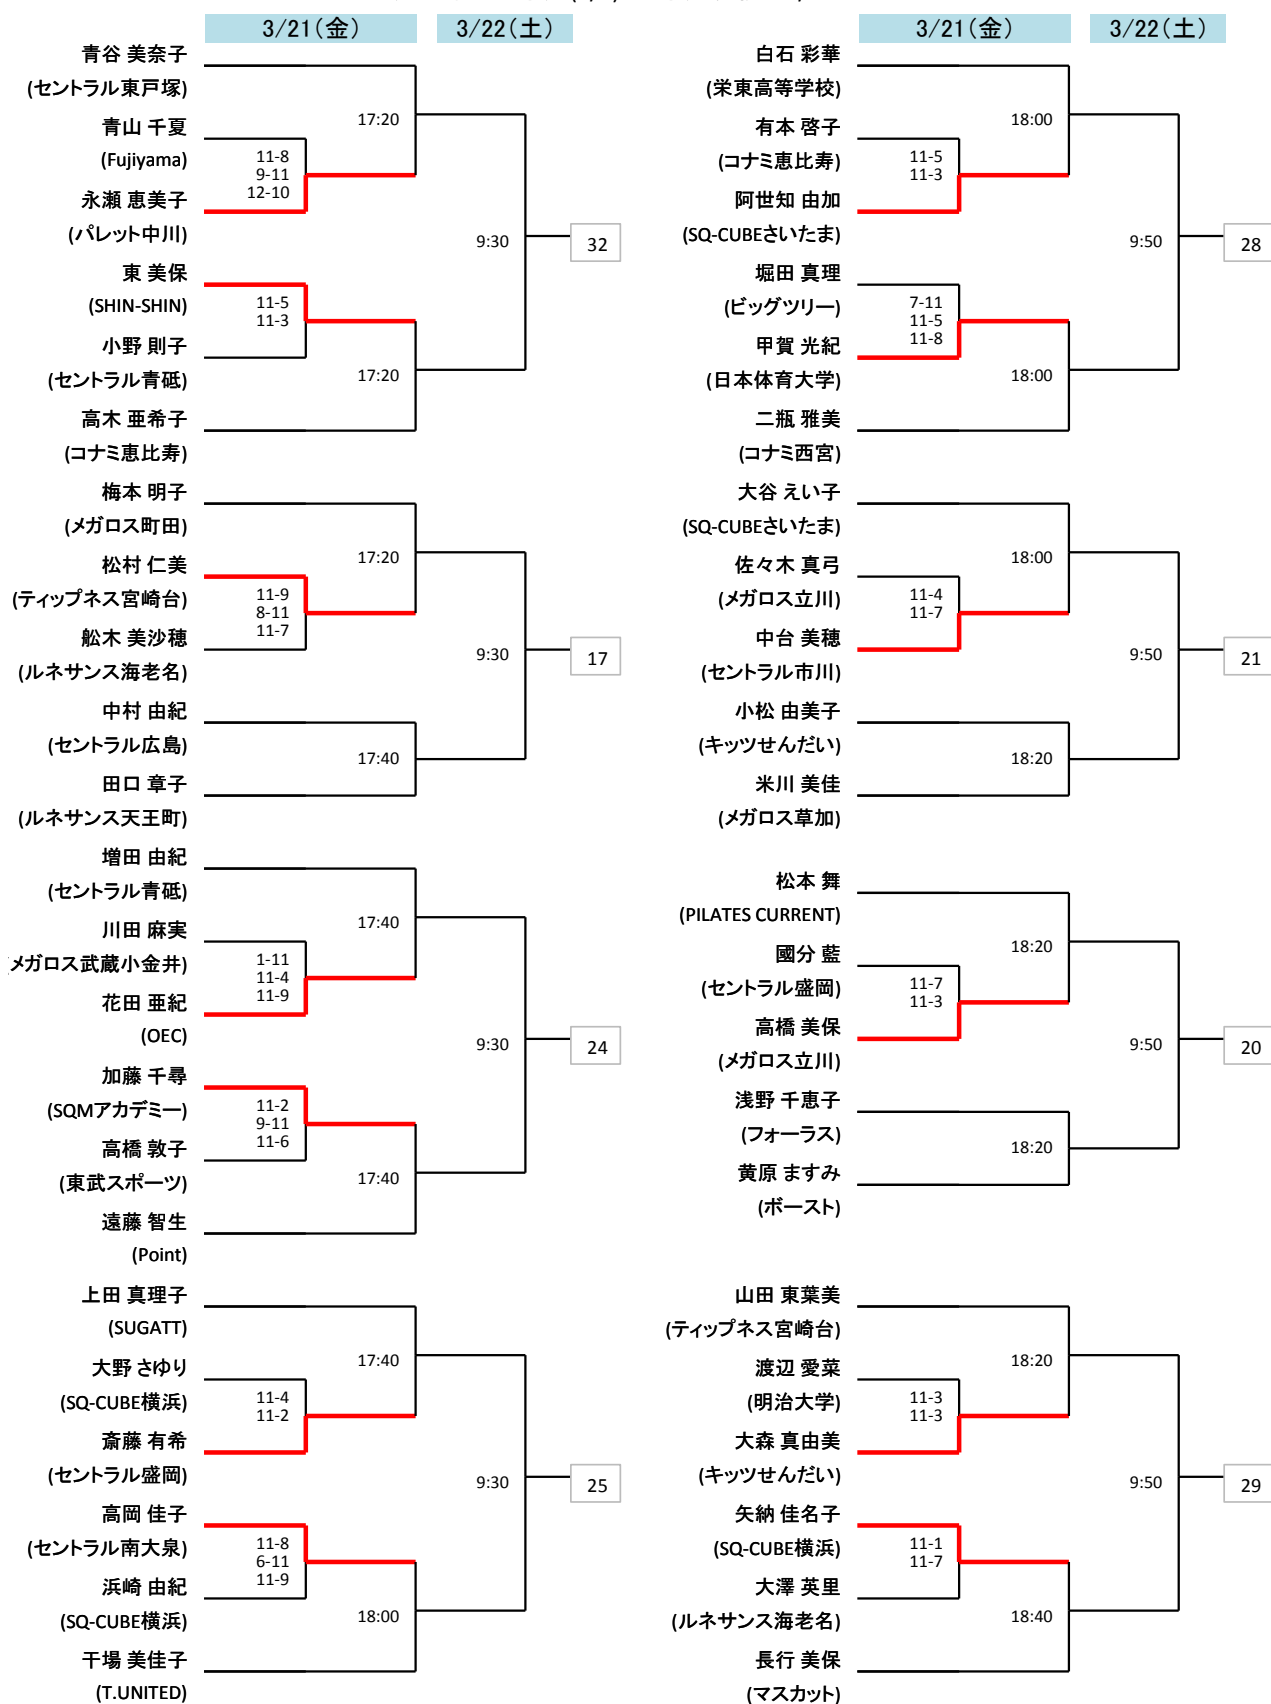 3/21(金)
3/22(土)
青谷 美奈子
(セントラル東戸塚)
17:20
青山 千夏
(Fujiyama)
11-8
9-11
12-10
永瀬 恵美子
(パレット中川)
9:30
32
東 美保
(SHIN-SHIN)
11-5
11-3
小野 則子
(セントラル青砥)
17:20
高木 亜希子
(コナミ恵比寿)
梅本 明子
(メガロス町田)
17:20
松村 仁美
(ティップネス宮崎台)
11-9
8-11
11-7
舩木 美沙穂
(ルネサンス海老名)
9:30
17
中村 由紀
(セントラル広島)
17:40
田口 章子
(ルネサンス天王町)
増田 由紀
(セントラル青砥)
17:40
川田 麻実
メガロス武蔵小金井)
1-11
11-4
11-9
花田 亜紀
(OEC)
9:30
24
加藤 千尋
(SQMアカデミー)
11-2
9-11
11-6
高橋 敦子
(東武スポーツ)
17:40
遠藤 智生
(Point)
上田 真理子
(SUGATT)
17:40
大野 さゆり
(SQ-CUBE横浜)
11-4
11-2
斎藤 有希
(セントラル盛岡)
9:30
25
高岡 佳子
(セントラル南大泉)
11-8
6-11
11-9
浜崎 由紀
(SQ-CUBE横浜)
18:00
干場 美佳子
(T.UNITED)
3/21(金)
3/22(土)
白石 彩華
(栄東高等学校)
18:00
有本 啓子
(コナミ恵比寿)
11-5
11-3
阿世知 由加
(SQ-CUBEさいたま)
9:50
28
堀田 真理
(ビッグツリー)
7-11
11-5
11-8
甲賀 光紀
(日本体育大学)
18:00
二瓶 雅美
(コナミ西宮)
大谷 えい子
(SQ-CUBEさいたま)
18:00
佐々木 真弓
(メガロス立川)
11-4
11-7
中台 美穂
(セントラル市川)
9:50
21
小松 由美子
(キッツせんだい)
18:20
米川 美佳
(メガロス草加)
松本 舞
(PILATES CURRENT)
18:20
國分 藍
(セントラル盛岡)
11-7
11-3
高橋 美保
(メガロス立川)
9:50
20
浅野 千恵子
(フォーラス)
18:20
黄原 ますみ
(ボースト)
山田 東葉美
(ティップネス宮崎台)
18:20
渡辺 愛菜
(明治大学)
11-3
11-3
大森 真由美
(キッツせんだい)
9:50
29
矢納 佳名子
(SQ-CUBE横浜)
11-1
11-7
大澤 英里
(ルネサンス海老名)
18:40
長行 美保
(マスカット)